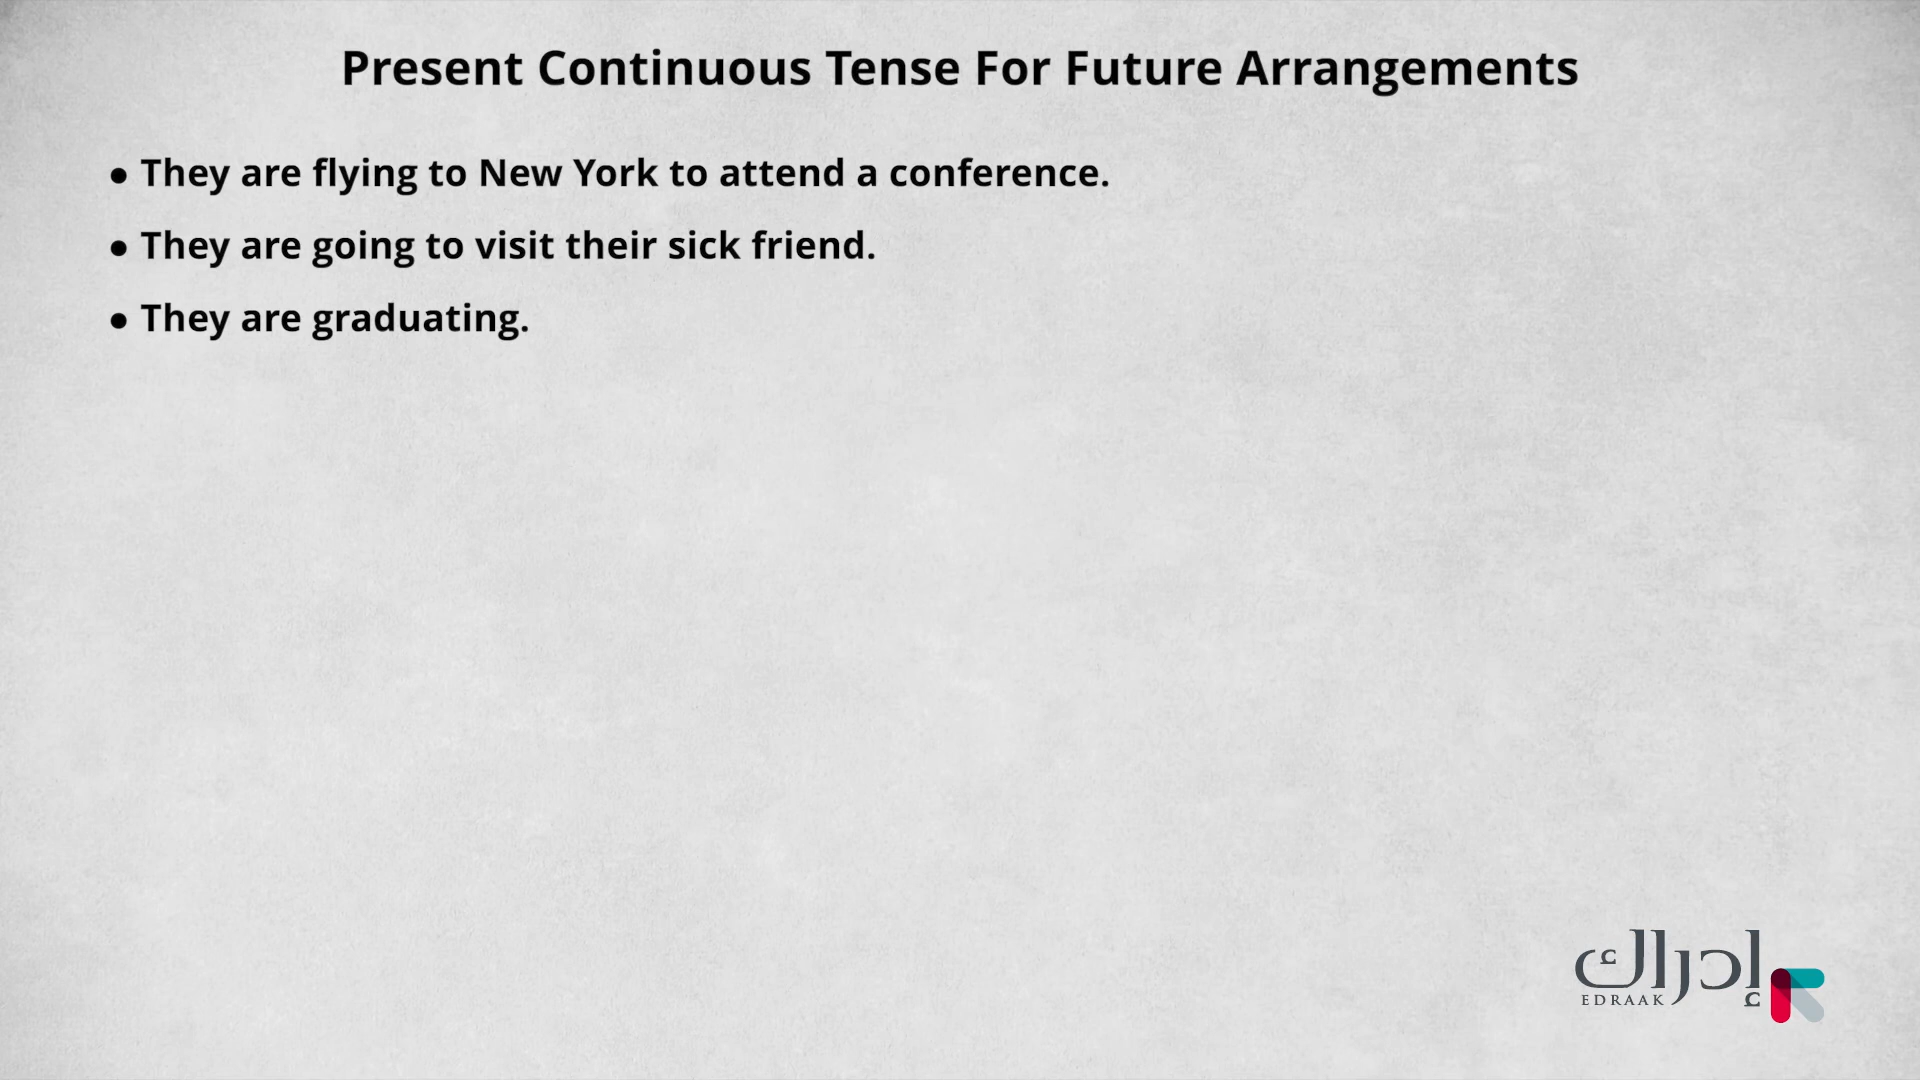 Present Continuous Tense For Future Arrangements
• They are flying to New York to attend a conference.
• They are going to visit their sick friend.
• They are graduating.
إدراك
EDRAAK